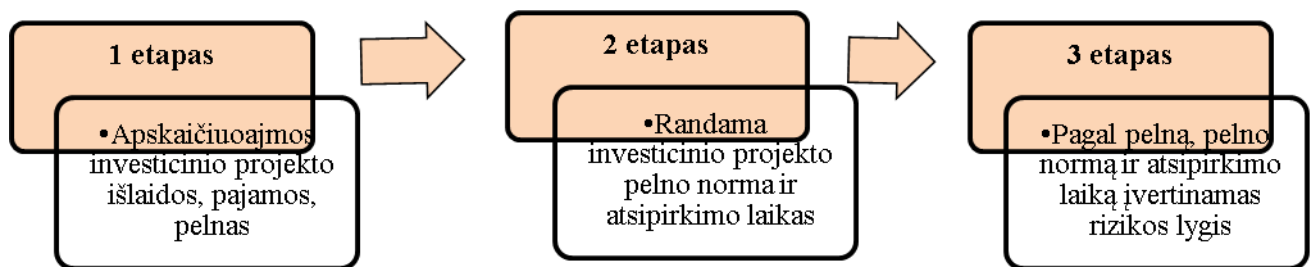 1 etapas
•Apskaičiuoajmos
investicinio projekto
išlaidos, pajamos,
pelnas
2 etapas
•Randama
investicinio projekto
pelno norma ir
atsipirkimo laikas
3 etapas
•Pagal pelną, pelno
normą ir atsipirkimo
laiką įvertinamas
rizikos lygis